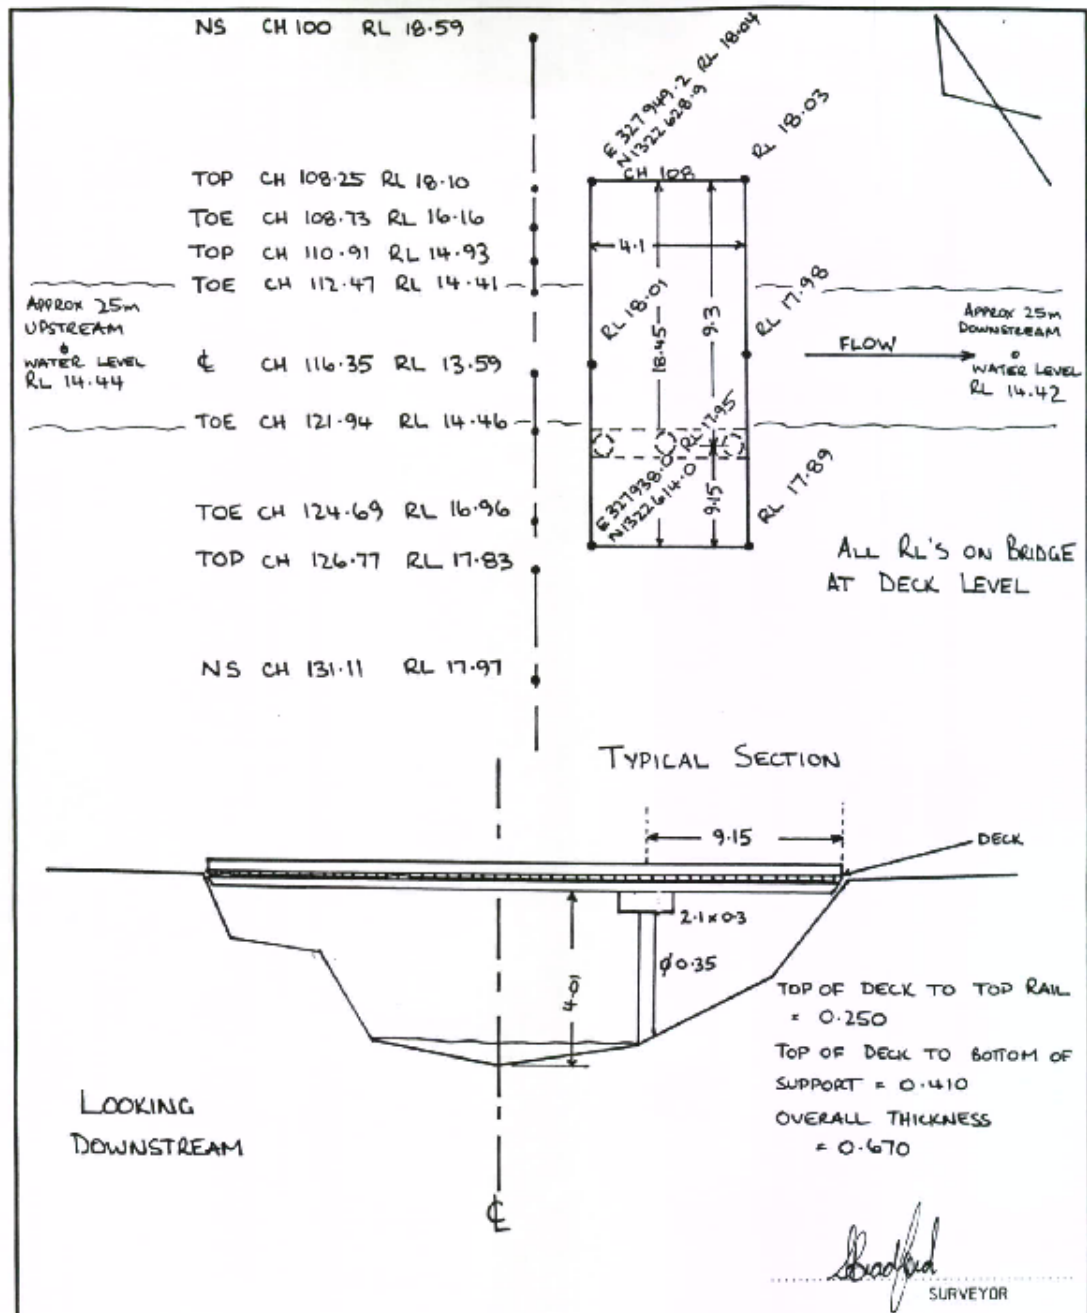 NS CH 100 RL 18.59
E 327949.2 RL 18.04
N1322628.9
RL 18.03
CH 108
TOP CH 108.25 RL 18.10
TOE CH 108.73 RL 16.16
TOP CH 110.91 RL 14.93
4.1
TOE CH 112.47 RL 14.41
APPROX 25m
UPSTREAM
WATER LEVEL
RL 14.44
RL 18.01
18.45
9.3
RL 17.98
FLOW
APPROX 25m
DOWNSTREAM
WATER LEVEL
RL 14.42
℄ CH 116.35 RL 13.59
TOE CH 121.94 RL 14.46
E 327938.0 RL 17.95
N1322614.0
9.15
RL 17.89
TOE CH 124.69 RL 16.96
TOP CH 126.77 RL 17.83
ALL RL'S ON BRIDGE
AT DECK LEVEL
NS CH 131.11 RL 17.97
TYPICAL SECTION
9.15
DECK
2.1 x 0.3
ϕ 0.35
4.01
TOP OF DECK TO TOP RAIL
= 0.250
TOP OF DECK TO BOTTOM OF
SUPPORT = 0.410
OVERALL THICKNESS
= 0.670
LOOKING
DOWNSTREAM
℄
SURVEYOR